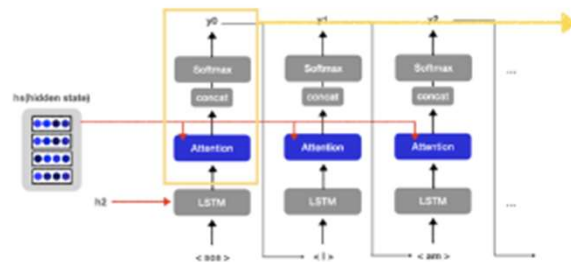 y0 y1 y2
Softmax Softmax Softmax
...
concat concat concat
hs(hidden state)
Attention Attention Attention
h2
LSTM LSTM LSTM
...
< sos > < I > < am >